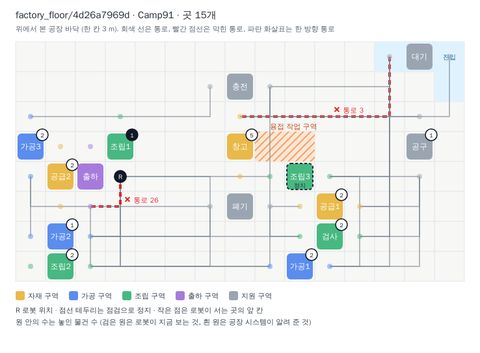 factory_floor/4d26a7969d · Camp91 · 곳 15개
위에서 본 공장 바닥 (한 칸 3 m). 회색 선은 통로, 빨간 점선은 막힌 통로, 파란 화살표는 한 방향 통로
대기
진입
충전
✕ 통로 3
용접 작업 구역
가공3
2
조립1
1
창고
5
공구
1
공급2
2
출하
R
조립3
정지
✕ 통로 26
폐기
공급1
2
가공2
1
검사
2
조립2
2
가공1
2
자재 구역
가공 구역
조립 구역
출하 구역
지원 구역
R 로봇 위치 · 점선 테두리는 점검으로 정지 · 작은 점은 로봇이 서는 곳의 앞 칸
원 안의 수는 놓인 물건 수 (검은 원은 로봇이 지금 보는 것, 흰 원은 공장 시스템이 알려 준 것)